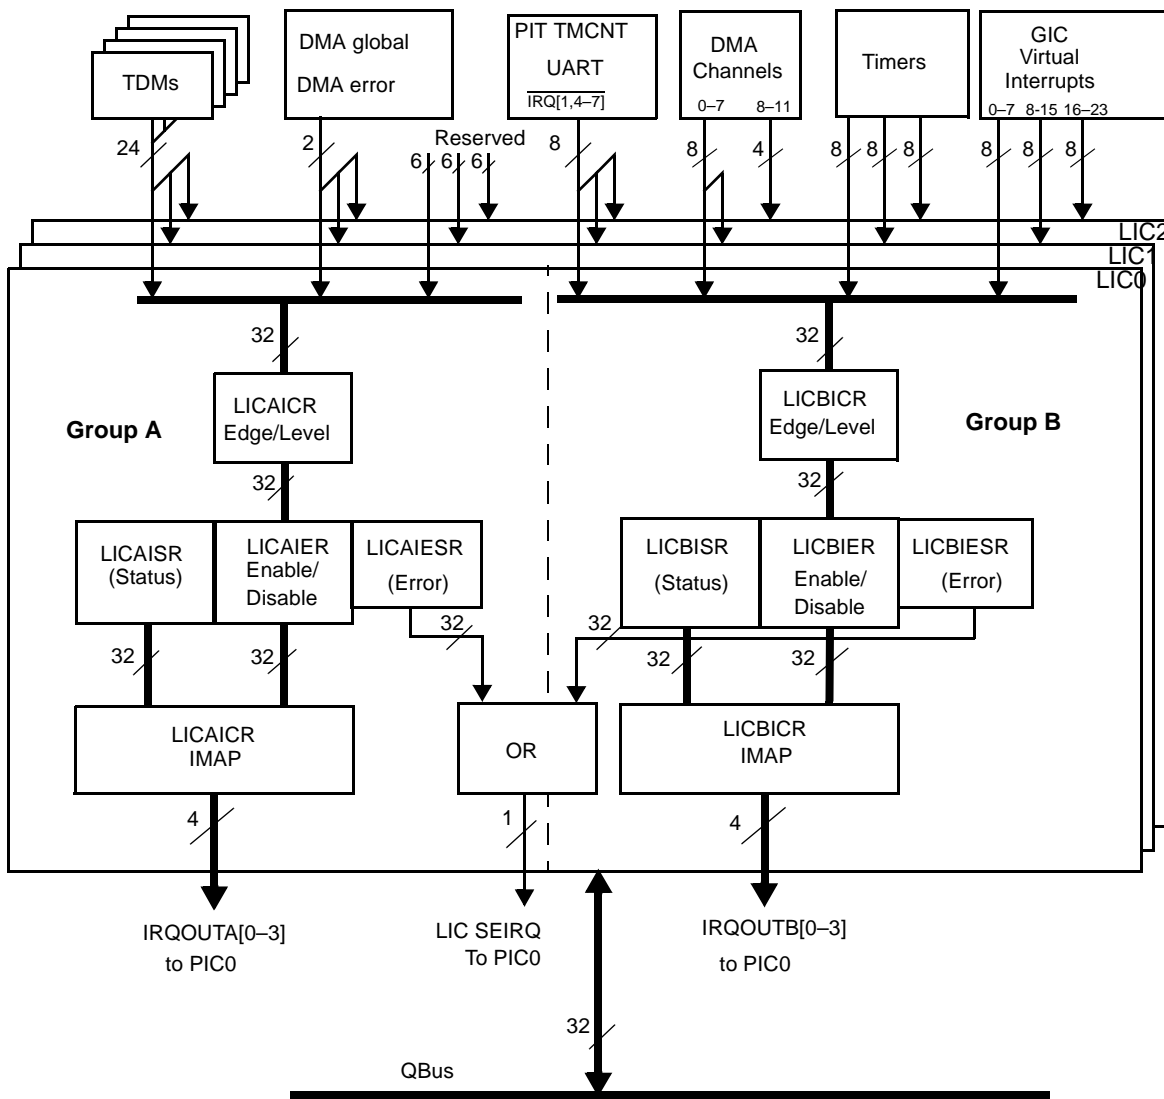 TDMs
DMA global
DMA error
PIT TMCNT
UART
IRQ[1,4–7]
DMA
Channels
0–7 8–11
Timers
GIC
Virtual
Interrupts
0–7 8-15 16–23
24
2
Reserved
6 6 6
8
8
4
8 8 8
8 8 8
LIC2
LIC1
LIC0
32
32
LICAICR
Edge/Level
LICBICR
Edge/Level
Group A
Group B
32
32
LICAISR
(Status)
LICAIER
Enable/
Disable
LICAIESR
(Error)
LICBISR
(Status)
LICBIER
Enable/
Disable
LICBIESR
(Error)
32
32
32
32
32
32
LICAICR
IMAP
OR
LICBICR
IMAP
4
1
4
IRQOUTA[0–3]
to PIC0
LIC SEIRQ
To PIC0
IRQOUTB[0–3]
to PIC0
32
QBus